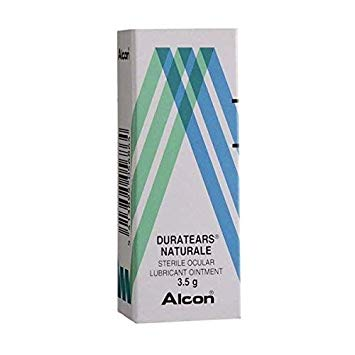 Alcon
DURATEARS®
NATURALE
STERILE OCULAR
LUBRICANT OINTMENT
3.5 g
Alcon®